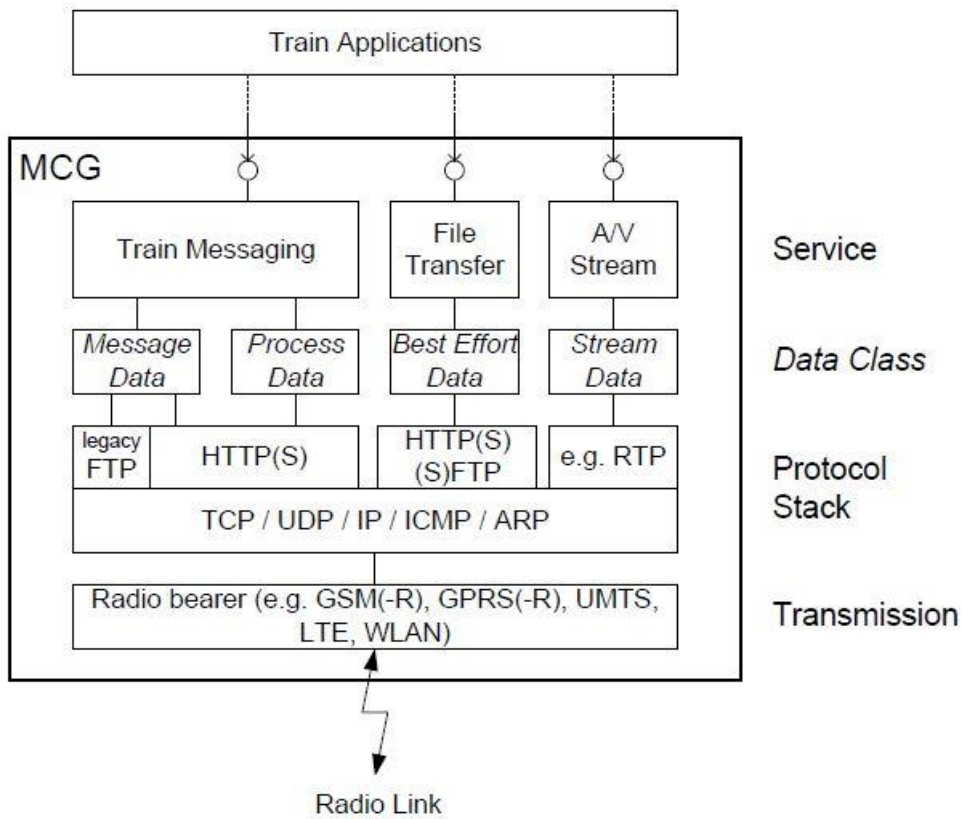 Train Applications
MCG
Train Messaging
File
Transfer
A/V
Stream
Service
Message
Data
Process
Data
Best Effort
Data
Stream
Data
Data Class
legacy
FTP
HTTP(S)
HTTP(S)
(S)FTP
e.g. RTP
Protocol
Stack
TCP / UDP / IP / ICMP / ARP
Radio bearer (e.g. GSM(-R), GPRS(-R), UMTS,
LTE, WLAN)
Transmission
Radio Link